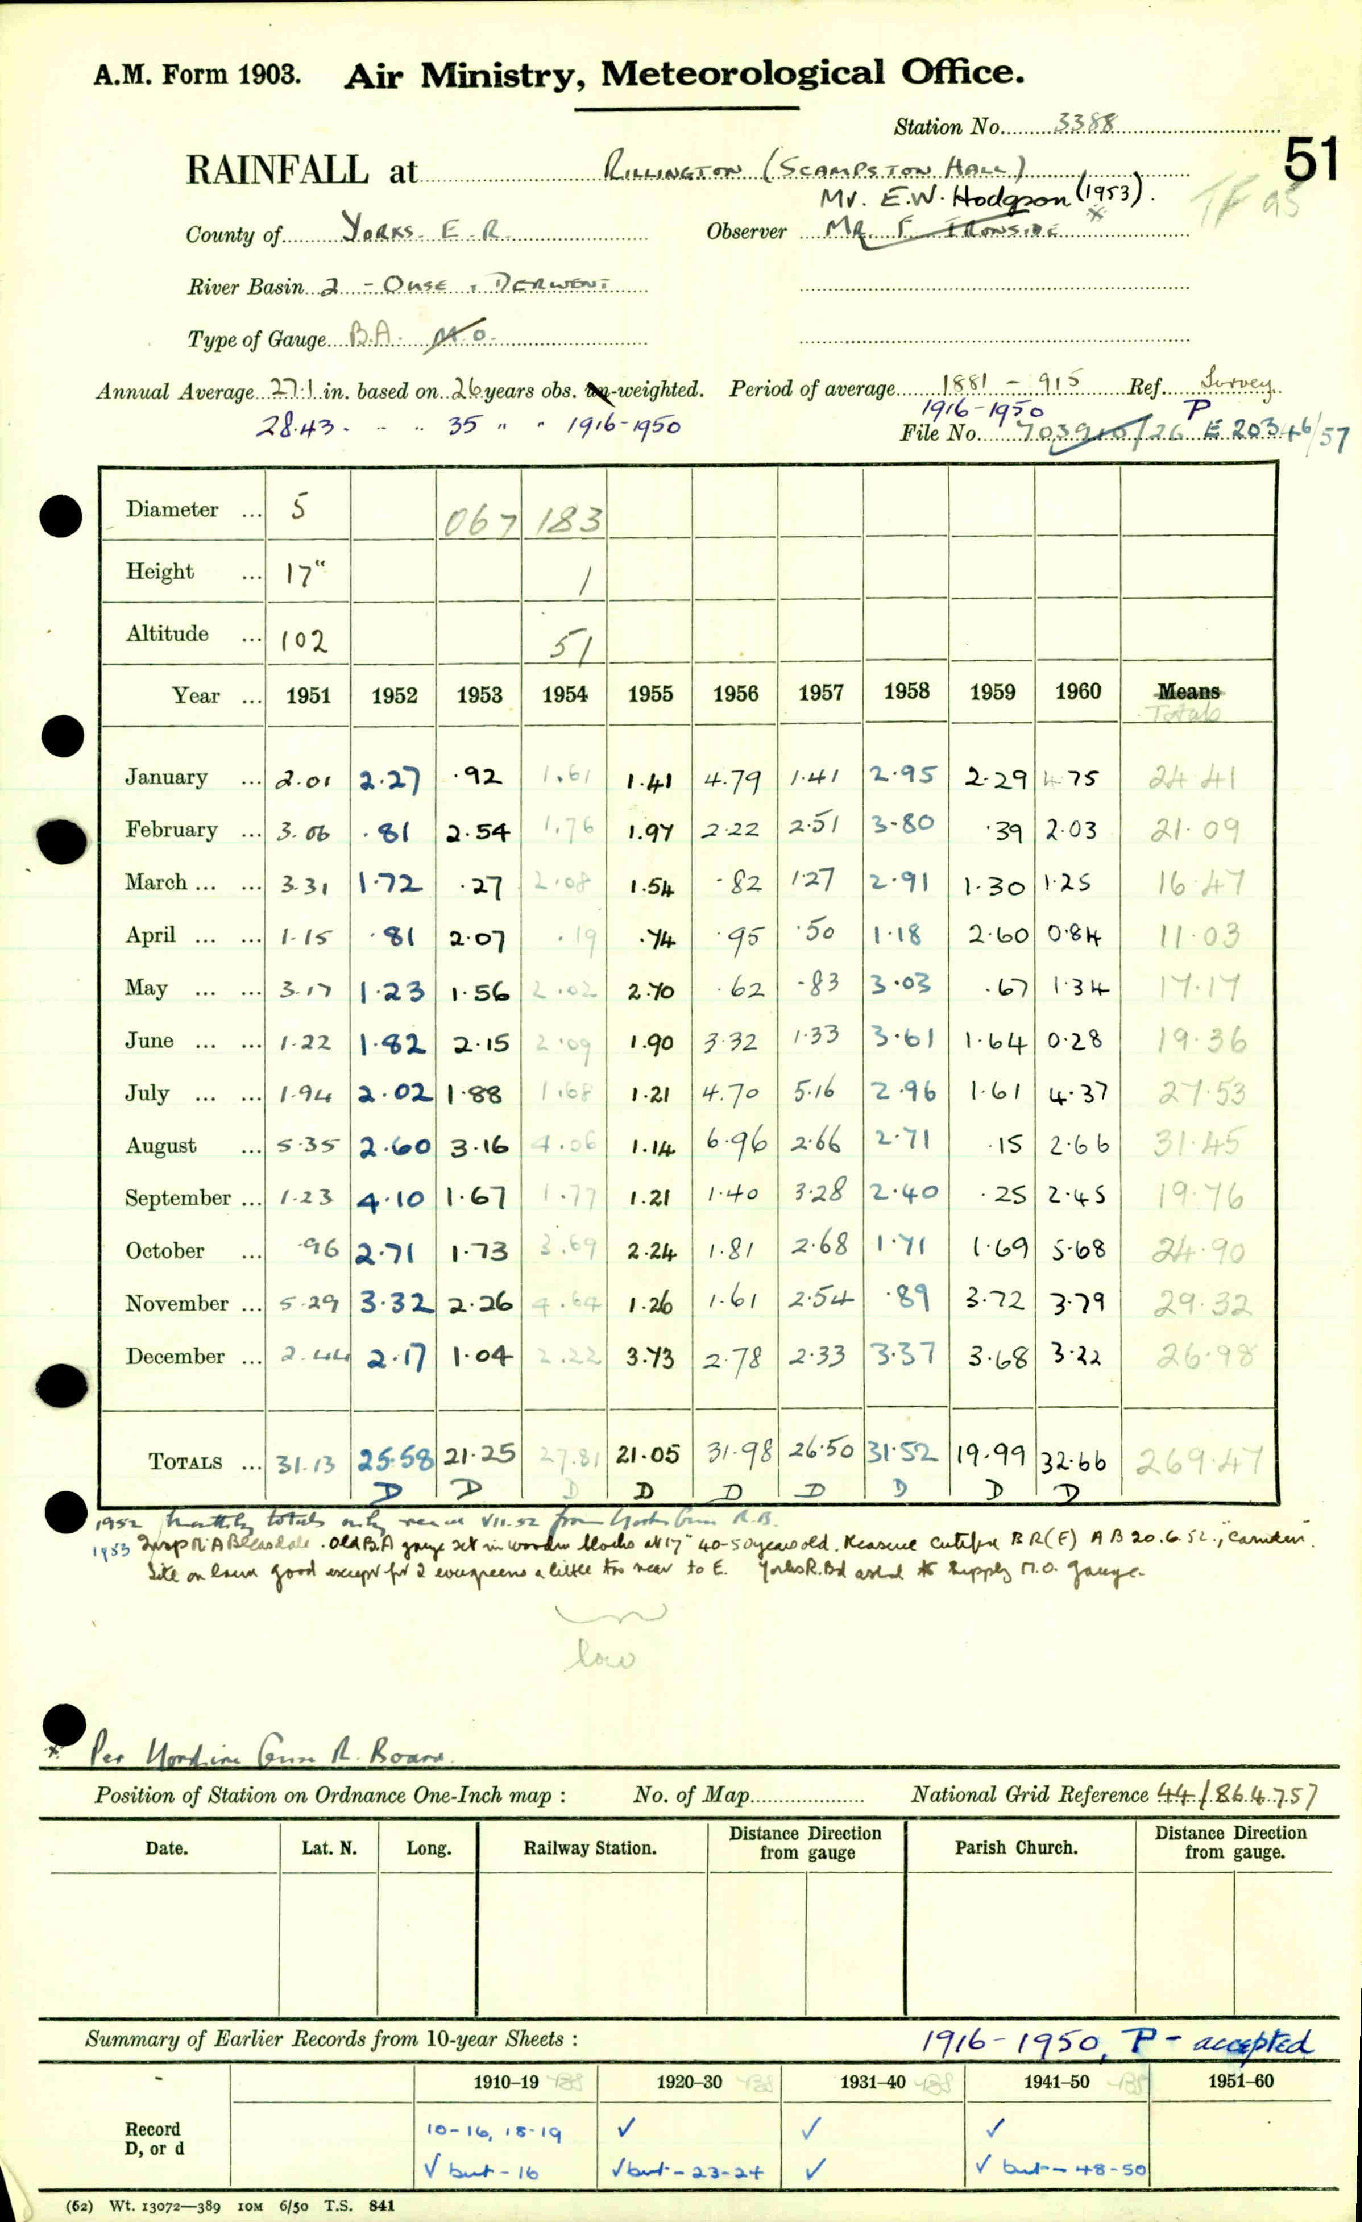 A.M. Form 1903. Air Ministry, Meteorological Office.
Station No. 3388
51
RAINFALL at RILLINGTON (SCAMPSTON HALL)
TF 95
Mr. E.W. Hodgson (1953).
County of YORKS. E.R. Observer MR. F. IRONSIDE *
River Basin 2 - OUSE, DERWENT
Type of Gauge B.A. M.O.
Annual Average 27.1 in. based on 26 years obs. un-weighted. Period of average 1881 - 915 Ref. Survey
28.43 - " " 35 " " 1916-1950 1916-1950 P
File No. 703910/26 E 20346/57
Diameter ... 5 067 183
Height ... 17" 1
Altitude ... 102 51
Year ... 1951 1952 1953 1954 1955 1956 1957 1958 1959 1960 Means
Totals
January ... 2.01 2.27 .92 1.61 1.41 4.79 1.41 2.95 2.29 4.75 24.41
February ... 3.06 .81 2.54 1.76 1.97 2.22 2.51 3.80 .39 2.03 21.09
March ... ... 3.31 1.72 .27 2.08 1.54 .82 1.27 2.91 1.30 1.25 16.47
April ... ... 1.15 .81 2.07 .19 .74 .95 .50 1.18 2.60 0.84 11.03
May ... ... 3.17 1.23 1.56 2.02 2.70 .62 .83 3.03 .67 1.34 17.17
June ... ... 1.22 1.82 2.15 2.09 1.90 3.32 1.33 3.61 1.64 0.28 19.36
July ... ... 1.94 2.02 1.88 1.68 1.21 4.70 5.16 2.96 1.61 4.37 27.53
August ... 5.35 2.60 3.16 4.06 1.14 6.96 2.66 2.71 .15 2.66 31.45
September ... 1.23 4.10 1.67 1.77 1.21 1.40 3.28 2.40 .25 2.45 19.76
October ... .96 2.71 1.73 3.69 2.24 1.81 2.68 1.71 1.69 5.68 24.90
November ... 5.29 3.32 2.26 4.64 1.26 1.61 2.54 .89 3.72 3.79 29.32
December ... 2.44 2.17 1.04 2.22 3.73 2.78 2.33 3.37 3.68 3.22 26.98
TOTALS ... 31.13 25.58 21.25 27.81 21.05 31.98 26.50 31.52 19.99 32.66 269.47
D D D D D D D D D
1952 Monthly totals only VII.52 from Yorks Ouse R.B.
1953 Insp Mr. A Bleasdale. Old B.A gauge set in wooden blocks at 17" 40-50 years old. Measure certified B R (F) A B 20.6.52., "Camden".
Site on lawn good except for 2 evergreens a little too near to E. Yorks R. Bd asked to supply M.O. gauge.
low
* Per Yorkshire Ouse R. Board.
Position of Station on Ordnance One-Inch map : No. of Map National Grid Reference 44/864757
Date. Lat. N. Long. Railway Station. Distance Direction from gauge Parish Church. Distance Direction from gauge.
Summary of Earlier Records from 10-year Sheets : 1916-1950, P - accepted
1910–19 1920–30 1931–40 1941–50 1951–60
Record 10-16, 18-19 ✓ ✓ ✓
D, or d ✓ but - 16 ✓ but - 23-24 ✓ ✓ but - 48-50
(62) Wt. 13072—389 10M 6/50 T.S. 841